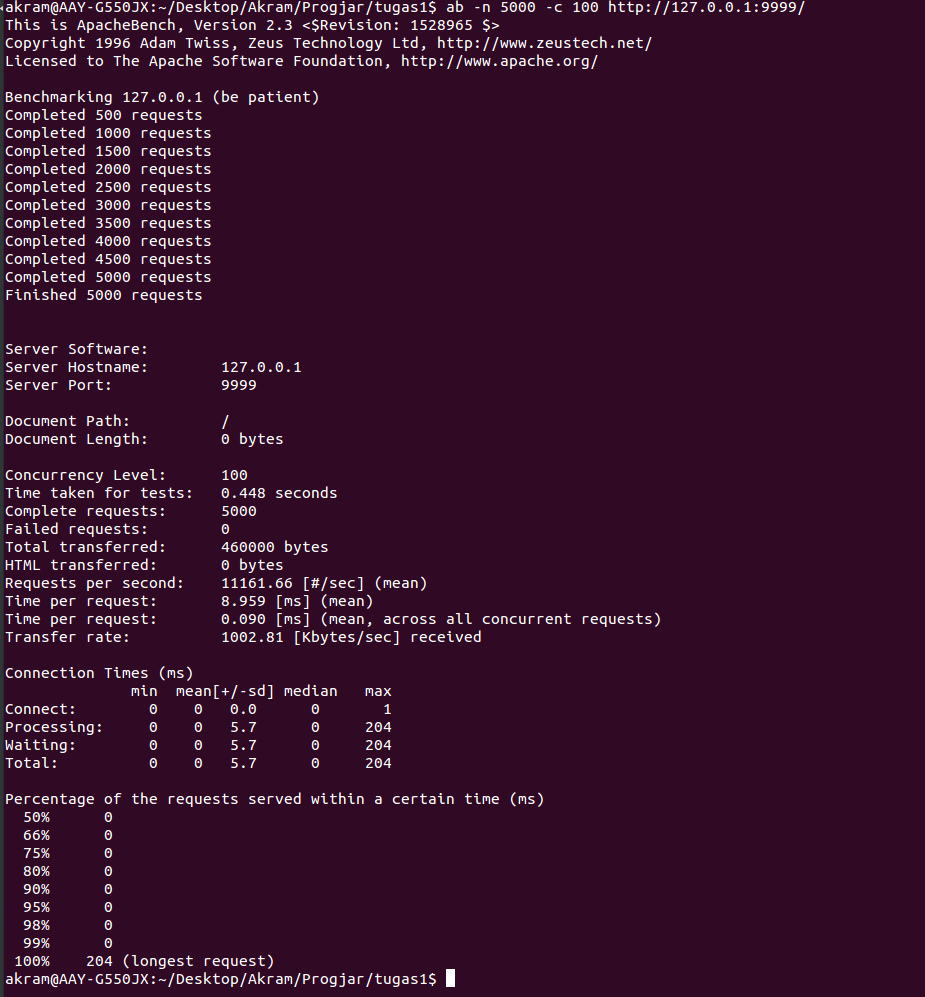 akram@AAY-G550JX:~/Desktop/Akram/Progjar/tugas1$ ab -n 5000 -c 100 http://127.0.0.1:9999/
This is ApacheBench, Version 2.3 <$Revision: 1528965 $>
Copyright 1996 Adam Twiss, Zeus Technology Ltd, http://www.zeustech.net/
Licensed to The Apache Software Foundation, http://www.apache.org/

Benchmarking 127.0.0.1 (be patient)
Completed 500 requests
Completed 1000 requests
Completed 1500 requests
Completed 2000 requests
Completed 2500 requests
Completed 3000 requests
Completed 3500 requests
Completed 4000 requests
Completed 4500 requests
Completed 5000 requests
Finished 5000 requests


Server Software:
Server Hostname:        127.0.0.1
Server Port:            9999

Document Path:          /
Document Length:        0 bytes

Concurrency Level:      100
Time taken for tests:   0.448 seconds
Complete requests:      5000
Failed requests:        0
Total transferred:      460000 bytes
HTML transferred:       0 bytes
Requests per second:    11161.66 [#/sec] (mean)
Time per request:       8.959 [ms] (mean)
Time per request:       0.090 [ms] (mean, across all concurrent requests)
Transfer rate:          1002.81 [Kbytes/sec] received

Connection Times (ms)
              min  mean[+/-sd] median   max
Connect:        0    0   0.0      0       1
Processing:     0    0   5.7      0     204
Waiting:        0    0   5.7      0     204
Total:          0    0   5.7      0     204

Percentage of the requests served within a certain time (ms)
  50%      0
  66%      0
  75%      0
  80%      0
  90%      0
  95%      0
  98%      0
  99%      0
 100%    204 (longest request)
akram@AAY-G550JX:~/Desktop/Akram/Progjar/tugas1$